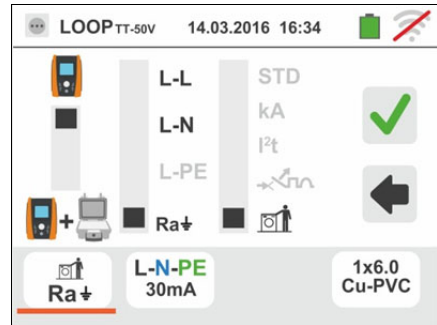 LOOP TT-50V 14.03.2016 16:34
L-L STD
L-N kA
I²t
L-PE
+
Ra⏚
Ra⏚
L-N-PE
30mA
1x6.0
Cu-PVC